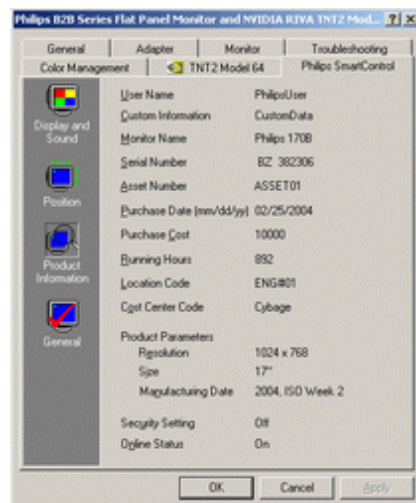 Philips B2B Series Flat Panel Monitor and NVIDIA RIVA TNT2 Mod...
General Adapter Monitor Troubleshooting
Color Management TNT2 Model 64 Philips SmartControl
Display and Sound
Position
Product Information
General
User Name PhilipsUser
Custom Information CustomData
Monitor Name Philips 170B
Serial Number BZ 382306
Asset Number ASSET01
Purchase Date (mm/dd/yy) 02/25/2004
Purchase Cost 10000
Running Hours 892
Location Code ENG#01
Cost Center Code Cybage
Product Parameters
Resolution 1024 x 768
Size 17"
Manufacturing Date 2004, ISO Week 2
Security Setting Off
Online Status On
OK Cancel Apply